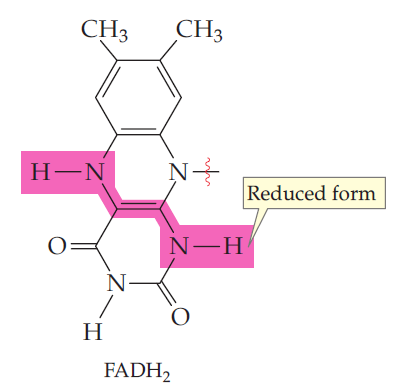 CH3 CH3
H—N N
Reduced form
O= N—H
N
O
H
FADH₂